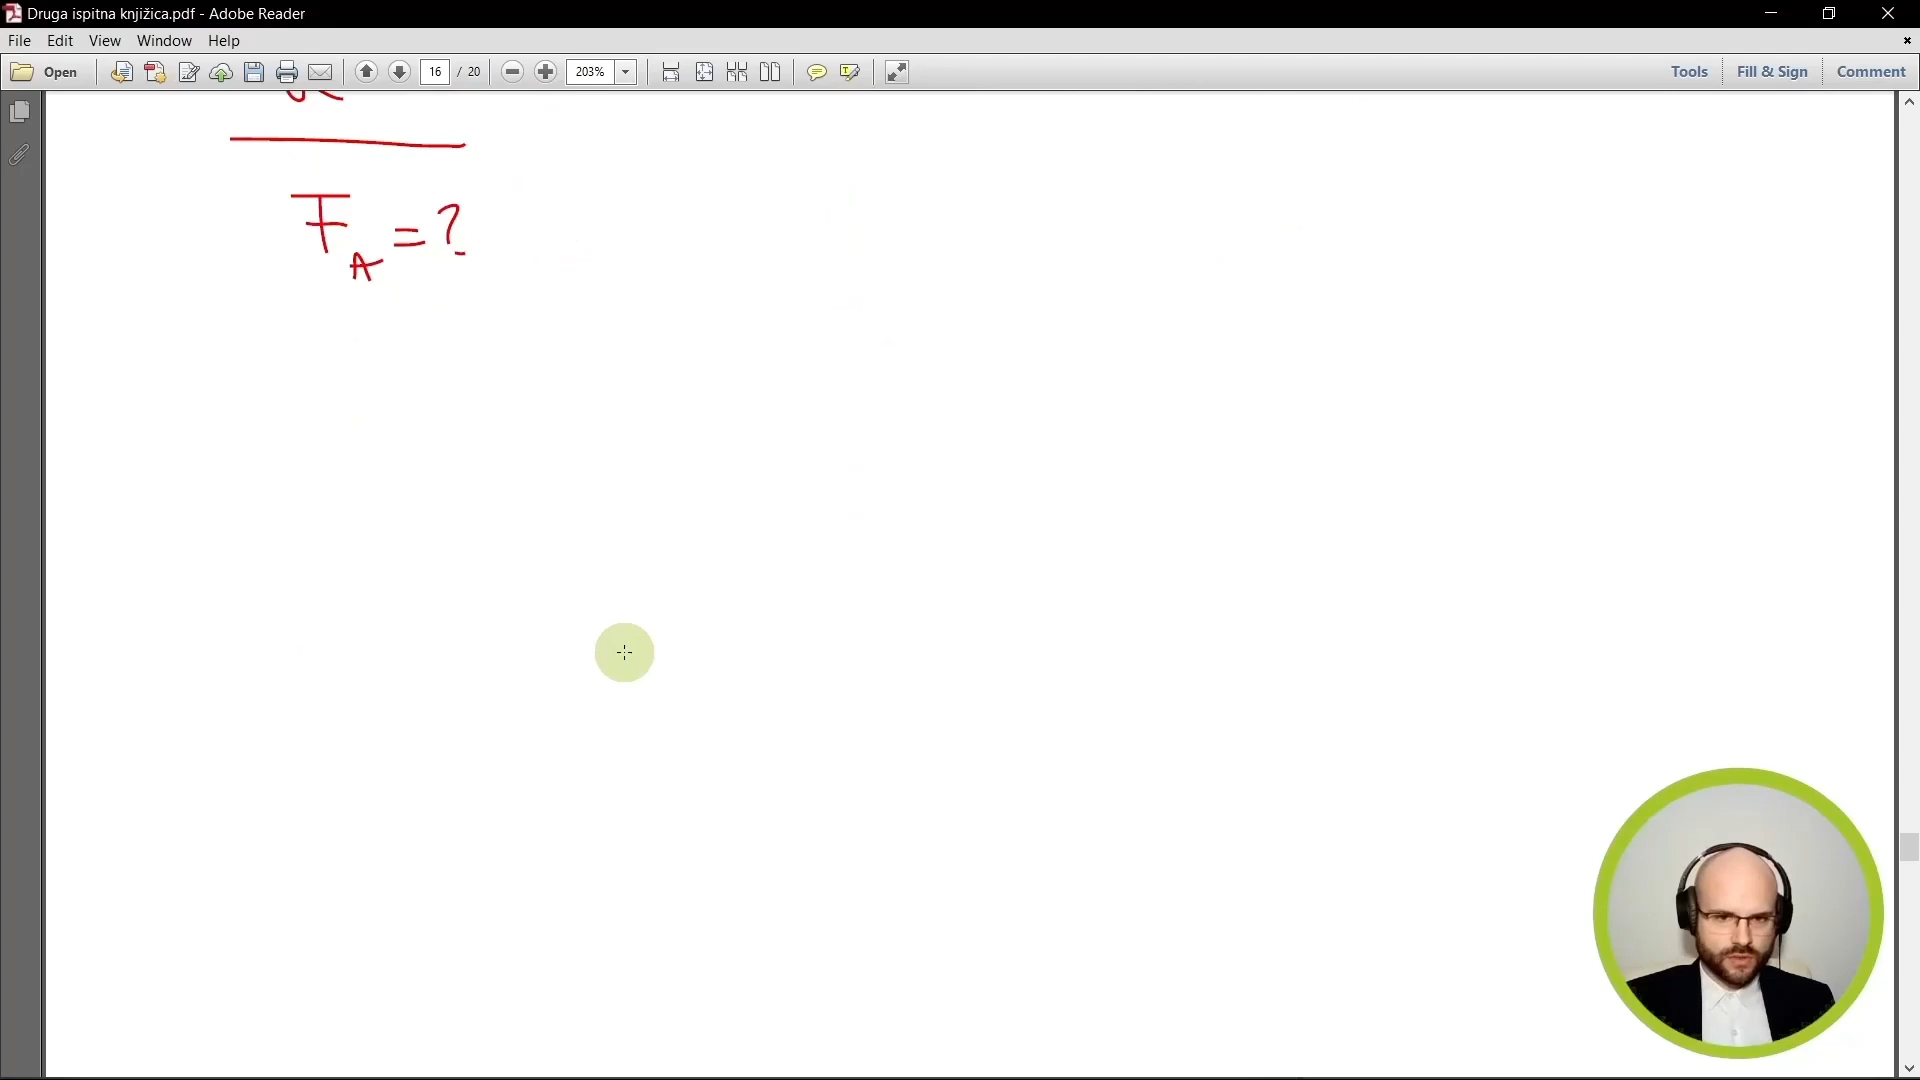 Druga ispitna knjižica.pdf - Adobe Reader
File Edit View Window Help
Open 16 / 20 203% Tools Fill & Sign Comment
F_A = ?